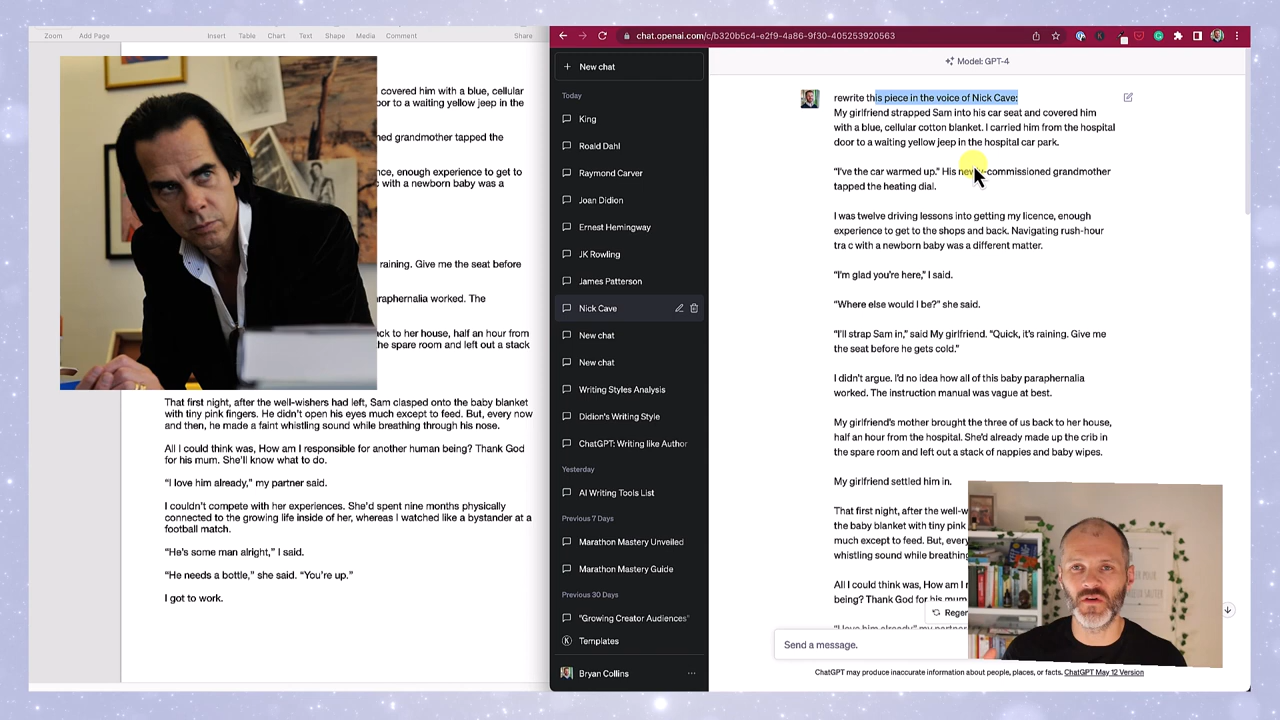 Zoom
Add Page
Insert
Table
Chart
Text
Shape
Media
Comment
Share
covered him with a blue, cellular
or to a waiting yellow jeep in the
ned grandmother tapped the
nce, enough experience to get to
with a newborn baby was a
raining. Give me the seat before
raphernalia worked. The
ck to her house, half an hour from
the spare room and left out a stack
That first night, after the well-wishers had left, Sam clasped onto the baby blanket
with tiny pink fingers. He didn't open his eyes much except to feed. But, every now
and then, he made a faint whistling sound while breathing through his nose.
All I could think was, How am I responsible for another human being? Thank God
for his mum. She'll know what to do.
"I love him already," my partner said.
I couldn't compete with her experiences. She'd spent nine months physically
connected to the growing life inside of her, whereas I watched like a bystander at a
football match.
"He's some man alright," I said.
"He needs a bottle," she said. "You're up."
I got to work.
chat.openai.com/c/b320b5c4-e2f9-4a86-9f30-405253920563
New chat
Today
King
Roald Dahl
Raymond Carver
Joan Didion
Ernest Hemingway
JK Rowling
James Patterson
Nick Cave
New chat
New chat
Writing Styles Analysis
Didion's Writing Style
ChatGPT: Writing like Author
Yesterday
AI Writing Tools List
Previous 7 Days
Marathon Mastery Unveiled
Marathon Mastery Guide
Previous 30 Days
"Growing Creator Audiences"
Templates
Bryan Collins
Model: GPT-4
rewrite this piece in the voice of Nick Cave:
My girlfriend strapped Sam into his car seat and covered him
with a blue, cellular cotton blanket. I carried him from the hospital
door to a waiting yellow jeep in the hospital car park.
"I've the car warmed up." His commissioned grandmother
tapped the heating dial.
I was twelve driving lessons into getting my licence, enough
experience to get to the shops and back. Navigating rush-hour
tra c with a newborn baby was a different matter.
"I'm glad you're here," I said.
"Where else would I be?" she said.
"I'll strap Sam in," said My girlfriend. "Quick, it's raining. Give me
the seat before he gets cold."
I didn't argue. I'd no idea how all of this baby paraphernalia
worked. The instruction manual was vague at best.
My girlfriend's mother brought the three of us back to her house,
half an hour from the hospital. She'd already made up the crib in
the spare room and left out a stack of nappies and baby wipes.
My girlfriend settled him in.
That first night, after the well-w
the baby blanket with tiny pink
much except to feed. But, every
whistling sound while breathing
All I could think was, How am I r
being? Thank God for his mum
Regen
"I love him already" my partner
Send a message.
ChatGPT may produce inaccurate information about people, places, or facts. ChatGPT May 12 Version